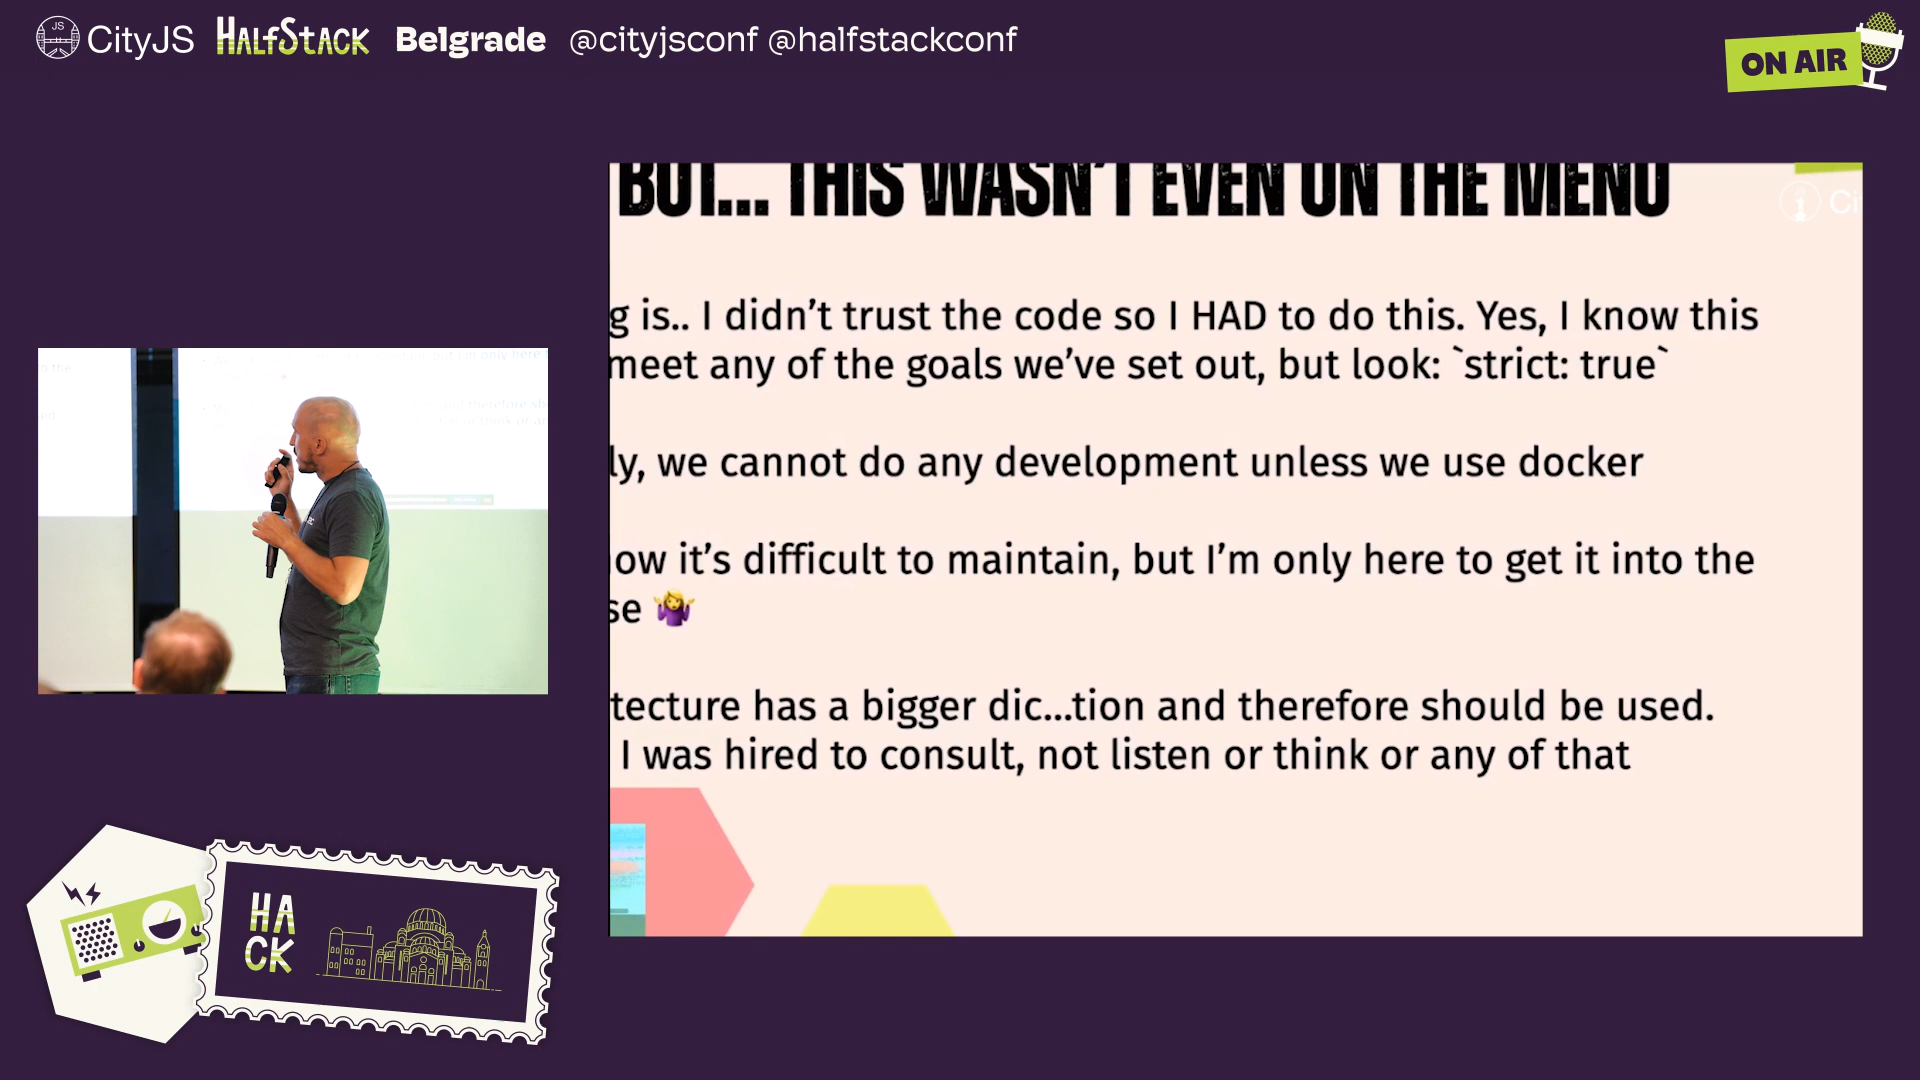 JS
CityJS HALFSTACK Belgrade @cityjsconf @halfstackconf
ON AIR
BUT... THIS WASN'T EVEN ON THE MENU
Ci
g is.. I didn’t trust the code so I HAD to do this. Yes, I know this
meet any of the goals we’ve set out, but look: `strict: true`
ly, we cannot do any development unless we use docker
ow it’s difficult to maintain, but I’m only here to get it into the
se
tecture has a bigger dic...tion and therefore should be used.
I was hired to consult, not listen or think or any of that
HA
CK